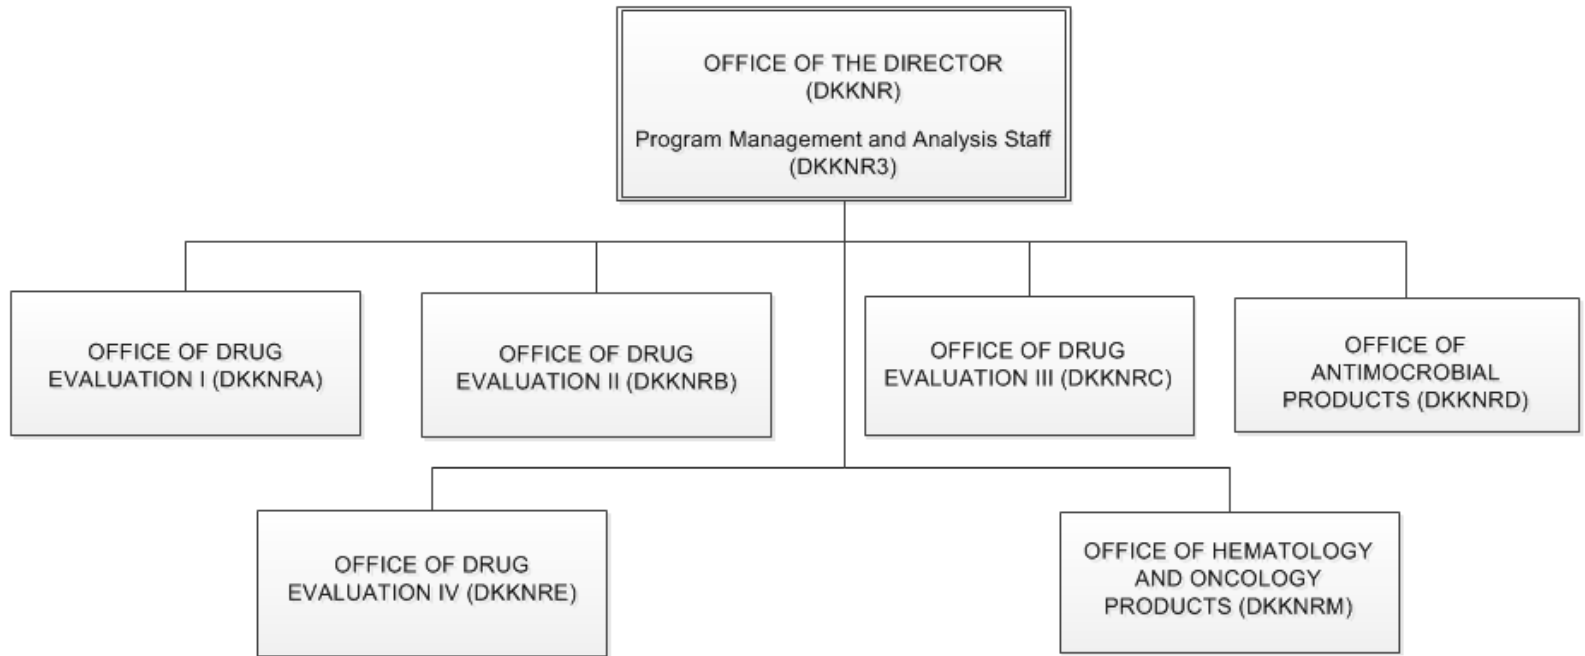 OFFICE OF THE DIRECTOR
(DKKNR)
Program Management and Analysis Staff
(DKKNR3)
OFFICE OF DRUG
EVALUATION I (DKKNRA)
OFFICE OF DRUG
EVALUATION II (DKKNRB)
OFFICE OF DRUG
EVALUATION III (DKKNRC)
OFFICE OF
ANTIMOCROBIAL
PRODUCTS (DKKNRD)
OFFICE OF DRUG
EVALUATION IV (DKKNRE)
OFFICE OF HEMATOLOGY
AND ONCOLOGY
PRODUCTS (DKKNRM)